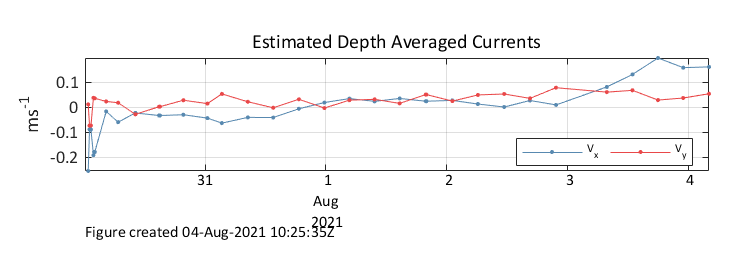 Estimated Depth Averaged Currents
ms-1
0.1
0
-0.1
-0.2
Vx Vy
31 1 2 3 4
Aug
2021
Figure created 04-Aug-2021 10:25:35Z